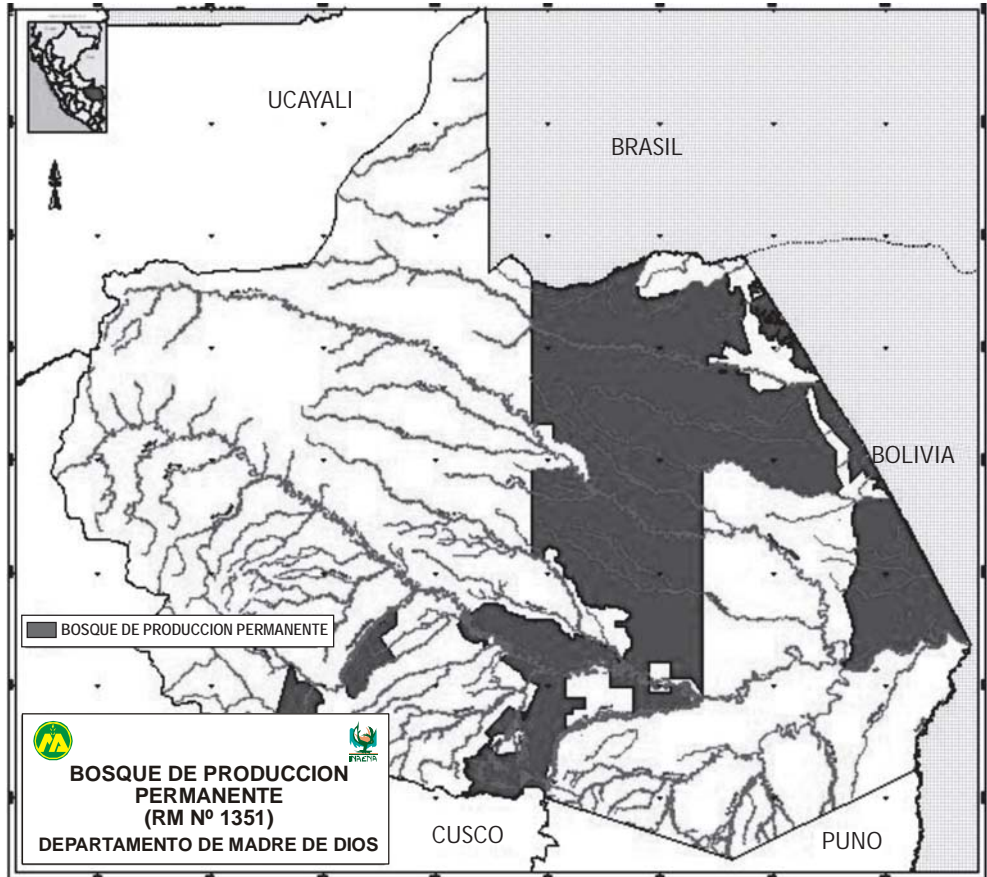 UCAYALI
BRASIL
BOLIVIA
BOSQUE DE PRODUCCION PERMANENTE
INRENA
BOSQUE DE PRODUCCION
PERMANENTE
(RM Nº 1351)
DEPARTAMENTO DE MADRE DE DIOS
CUSCO
PUNO